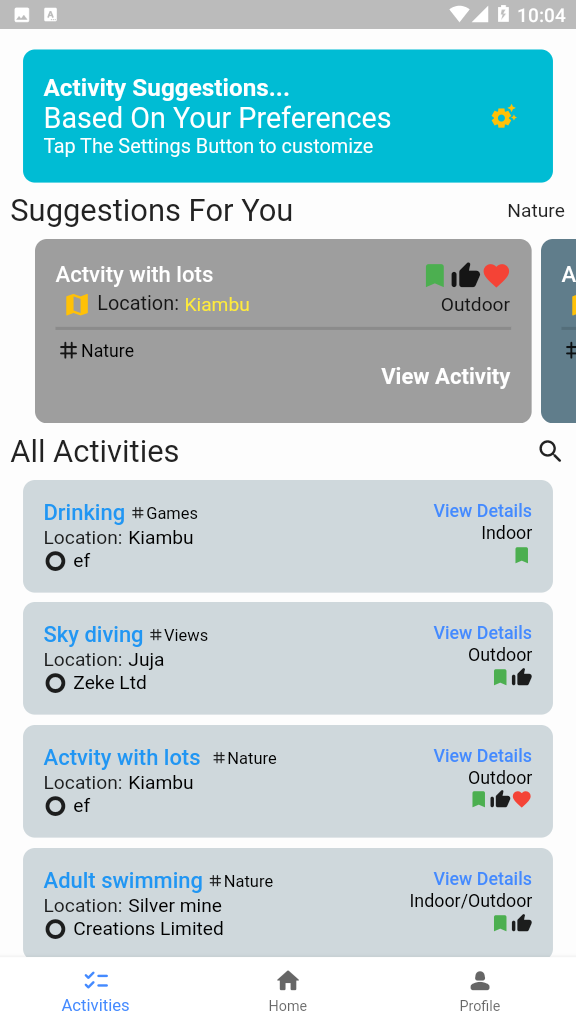 10:04
Activity Suggestions...
Based On Your Preferences
Tap The Settings Button to customize
Suggestions For You Nature
Actvity with lots
Location: Kiambu Outdoor
#Nature
View Activity
A
#
All Activities
Drinking #Games View Details
Location: Kiambu Indoor
ef
Sky diving #Views View Details
Location: Juja Outdoor
Zeke Ltd
Actvity with lots #Nature View Details
Location: Kiambu Outdoor
ef
Adult swimming #Nature View Details
Location: Silver mine Indoor/Outdoor
Creations Limited
Activities Home Profile